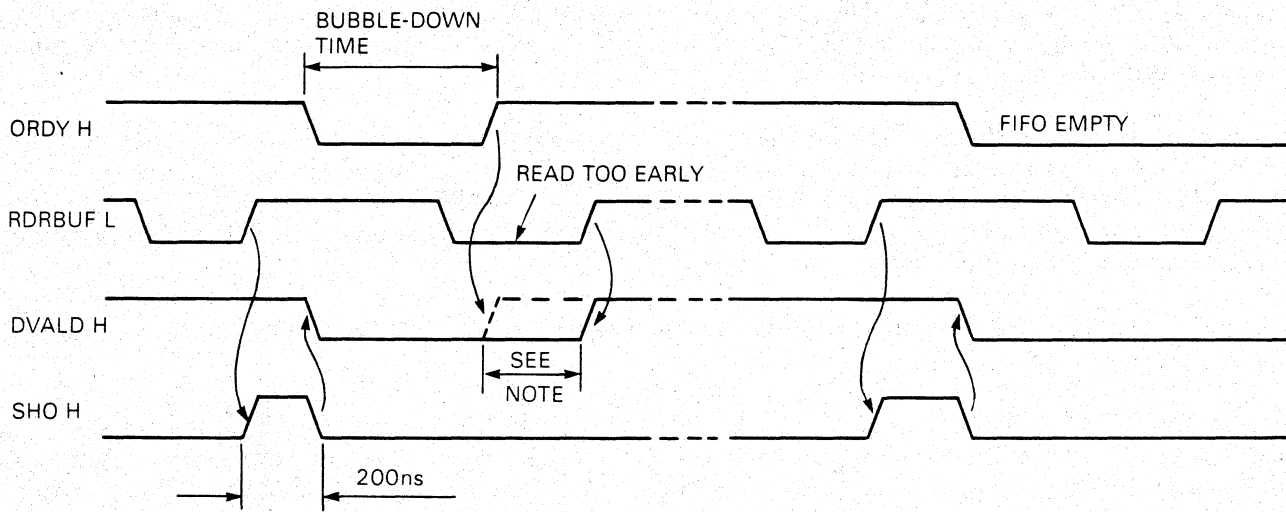 BUBBLE-DOWN
TIME
ORDY H
FIFO EMPTY
READ TOO EARLY
RDRBUF L
DVALD H
SEE
NOTE
SHO H
200ns